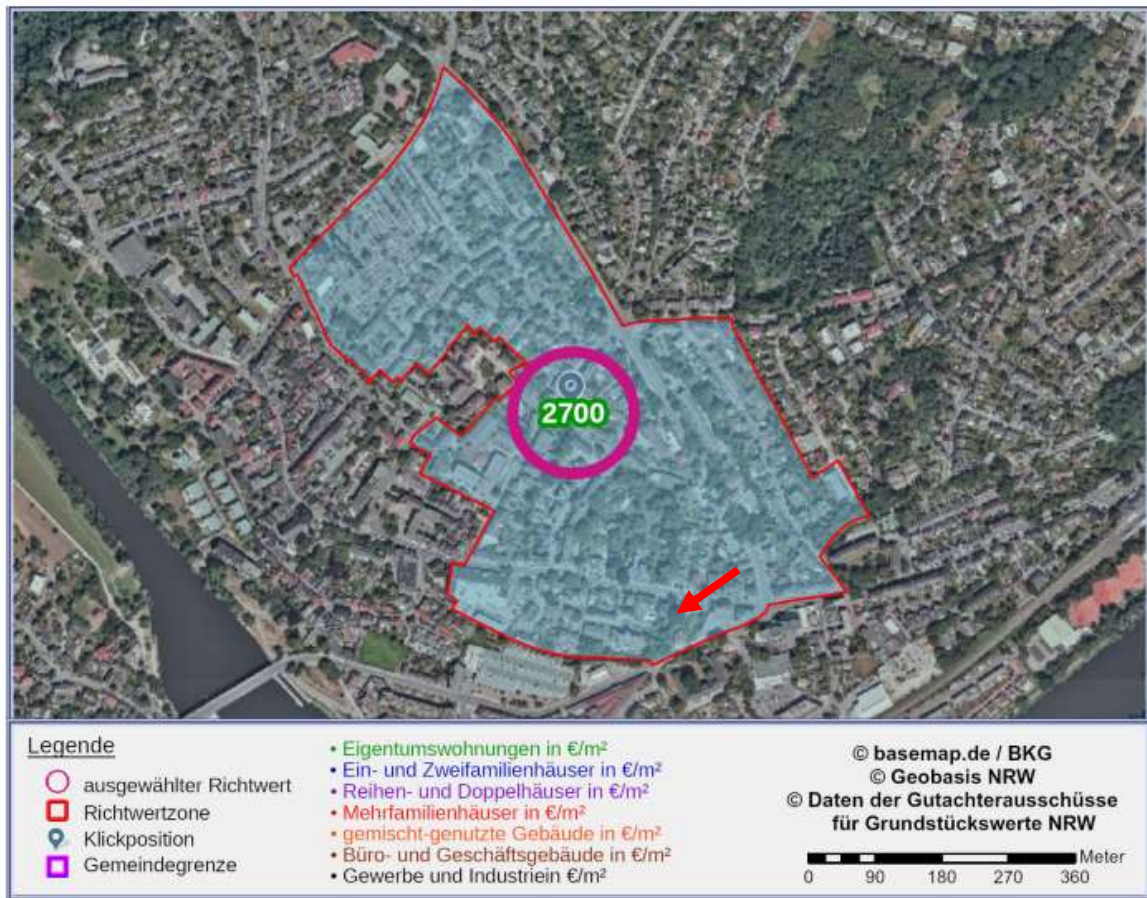 2700
Legende
ausgewählter Richtwert
Richtwertzone
Klickposition
Gemeindegrenze
• Eigentumswohnungen in €/m²
• Ein- und Zweifamilienhäuser in €/m²
• Reihen- und Doppelhäuser in €/m²
• Mehrfamilienhäuser in €/m²
• gemischt-genutzte Gebäude in €/m²
• Büro- und Geschäftsgebäude in €/m²
• Gewerbe und Industriein €/m²
© basemap.de / BKG
© Geobasis NRW
© Daten der Gutachterausschüsse
für Grundstückswerte NRW
Meter
0 90 180 270 360